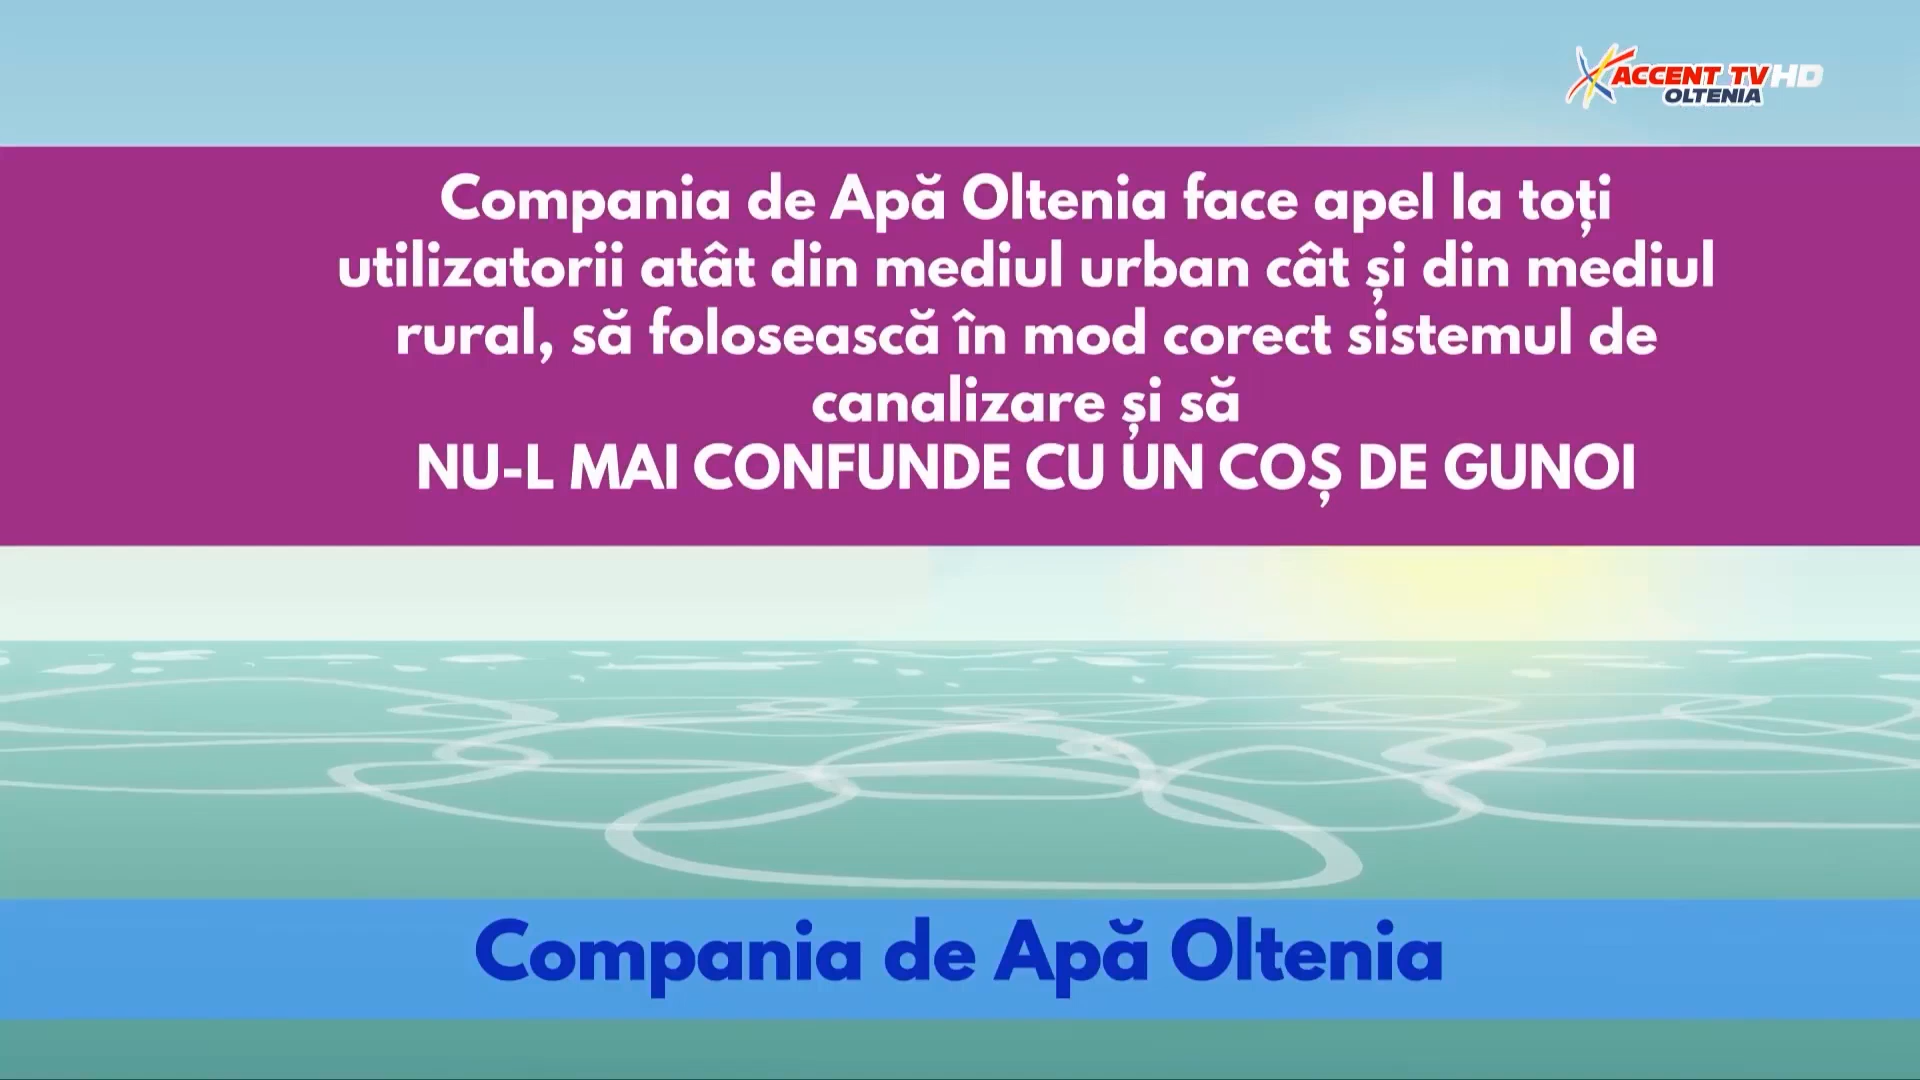 ACCENT TV HD
OLTENIA
Compania de Apă Oltenia face apel la toți
utilizatorii atât din mediul urban cât și din mediul
rural, să folosească în mod corect sistemul de
canalizare și să
NU-L MAI CONFUNDE CU UN COȘ DE GUNOI
Compania de Apă Oltenia